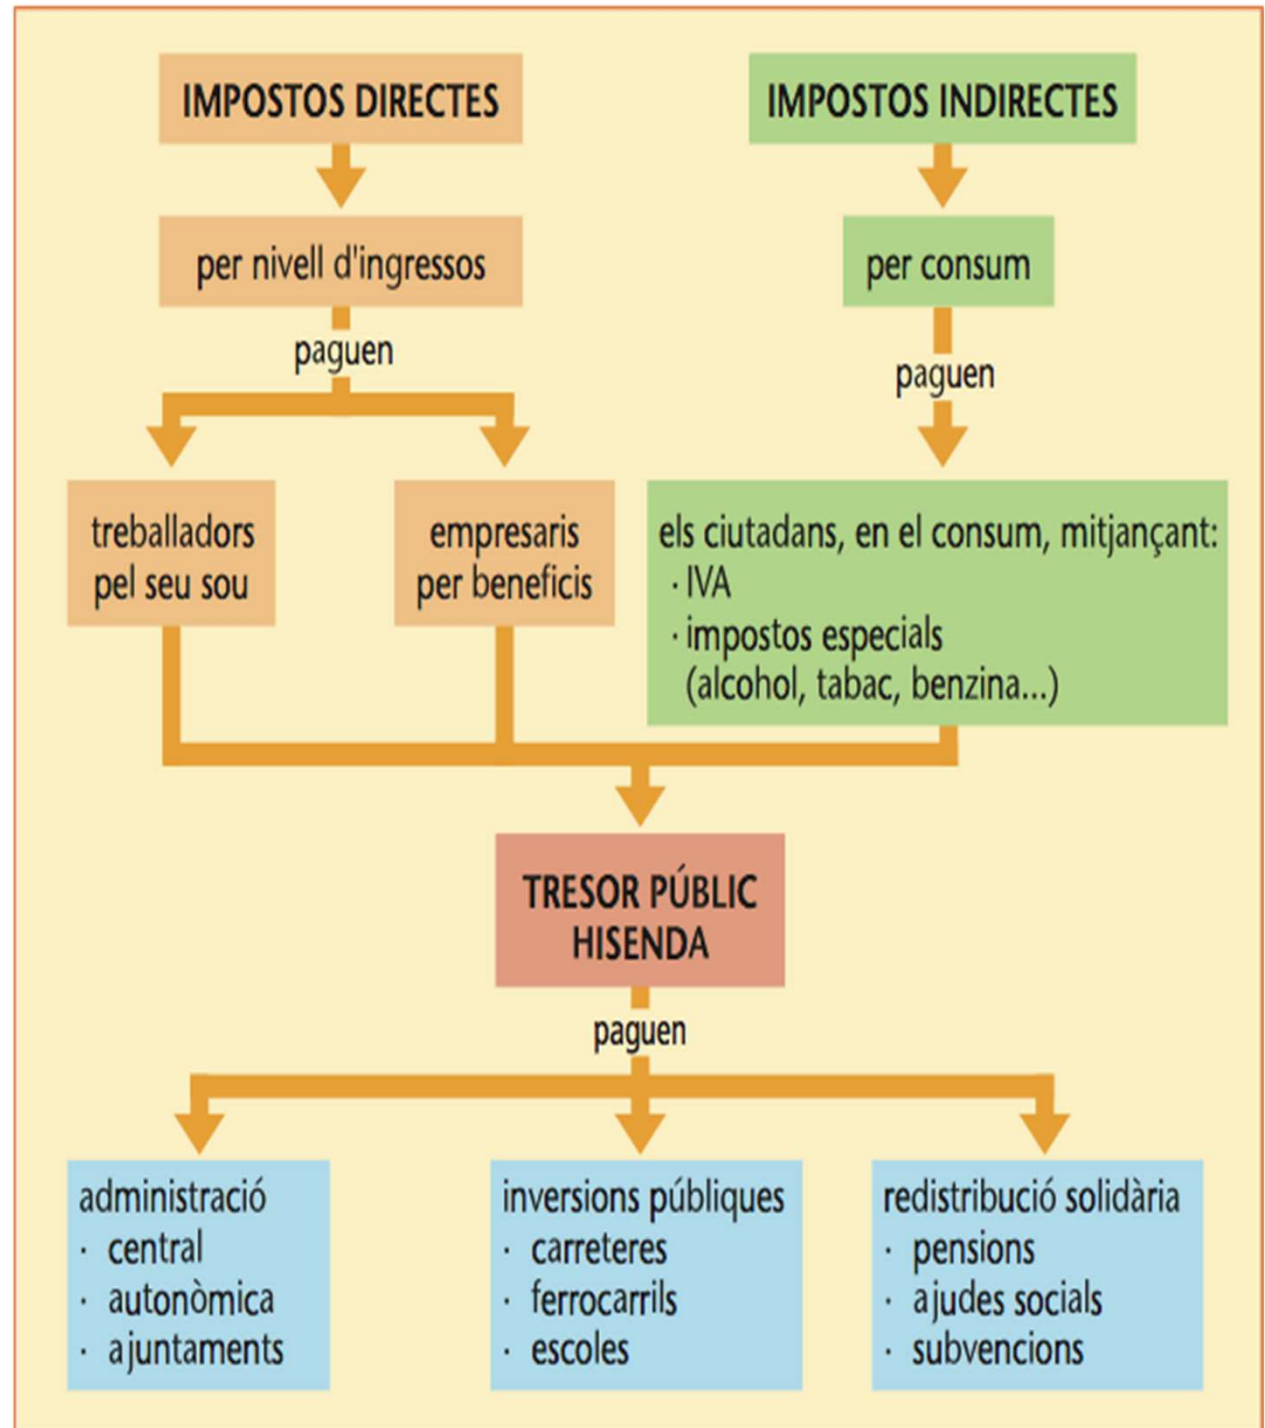 IMPOSTOS DIRECTES
IMPOSTOS INDIRECTES
per nivell d'ingressos
per consum
paguen
paguen
treballadors
pel seu sou
empresaris
per beneficis
els ciutadans, en el consum, mitjançant:
· IVA
· impostos especials
(alcohol, tabac, benzina...)
TRESOR PÚBLIC
HISENDA
paguen
administració
· central
· autonòmica
· ajuntaments
inversions públiques
· carreteres
· ferrocarrils
· escoles
redistribució solidària
· pensions
· ajudes socials
· subvencions